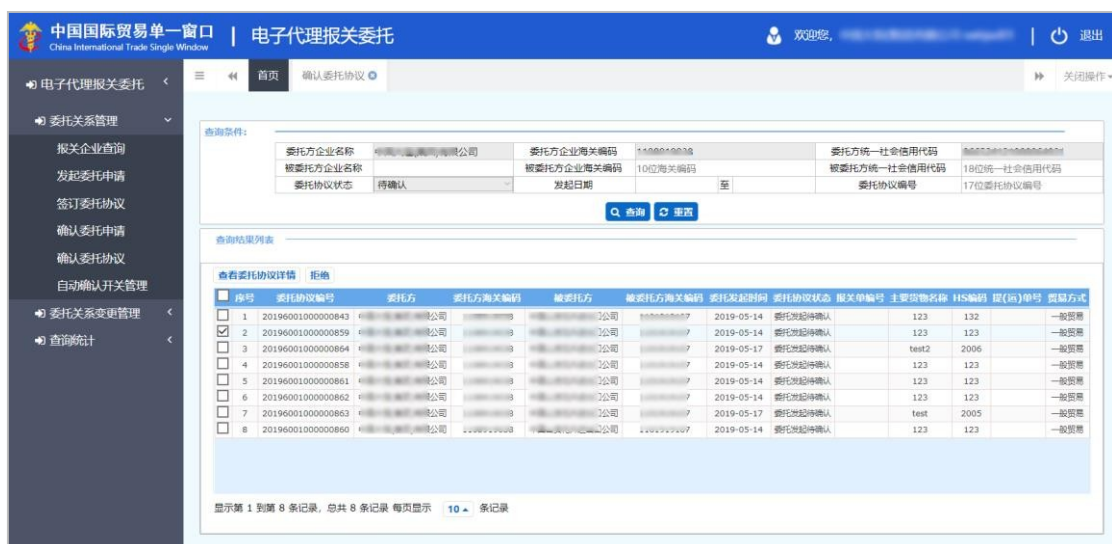 中国国际贸易单一窗口 | 电子代理报关委托 欢迎您, 退出
China International Trade Single Window
电子代理报关委托 首页 确认委托协议 关闭操作
委托关系管理
报关企业查询
发起委托申请
签订委托协议
确认委托申请
确认委托协议
自动确认开关管理
委托关系变更管理
查询统计
查询条件:
委托方企业名称 公司 委托方企业海关编码 委托方统一社会信用代码
被委托方企业名称 被委托方企业海关编码 10位海关编码 被委托方统一社会信用代码 18位统一社会信用代码
委托协议状态 待确认 发起日期 至 委托协议编号 17位委托协议编号
查询 重置
查询结果列表
查看委托协议详情 拒绝
序号 委托协议编号 委托方 委托方海关编码 被委托方 被委托方海关编码 委托发起时间 委托协议状态 报关单编号 主要货物名称 HS编码 提(运)单号 贸易方式
1 20196001000000843 公司 公司 2019-05-14 委托发起待确认 123 132 一般贸易
2 20196001000000859 公司 公司 2019-05-14 委托发起待确认 123 123 一般贸易
3 20196001000000864 公司 公司 2019-05-17 委托发起待确认 test2 2006 一般贸易
4 20196001000000858 公司 公司 2019-05-14 委托发起待确认 123 123 一般贸易
5 20196001000000861 公司 公司 2019-05-14 委托发起待确认 123 123 一般贸易
6 20196001000000862 公司 公司 2019-05-14 委托发起待确认 123 123 一般贸易
7 20196001000000863 公司 公司 2019-05-17 委托发起待确认 test 2005 一般贸易
8 20196001000000860 公司 公司 2019-05-14 委托发起待确认 123 123 一般贸易
显示第 1 到第 8 条记录, 总共 8 条记录 每页显示 10 条记录